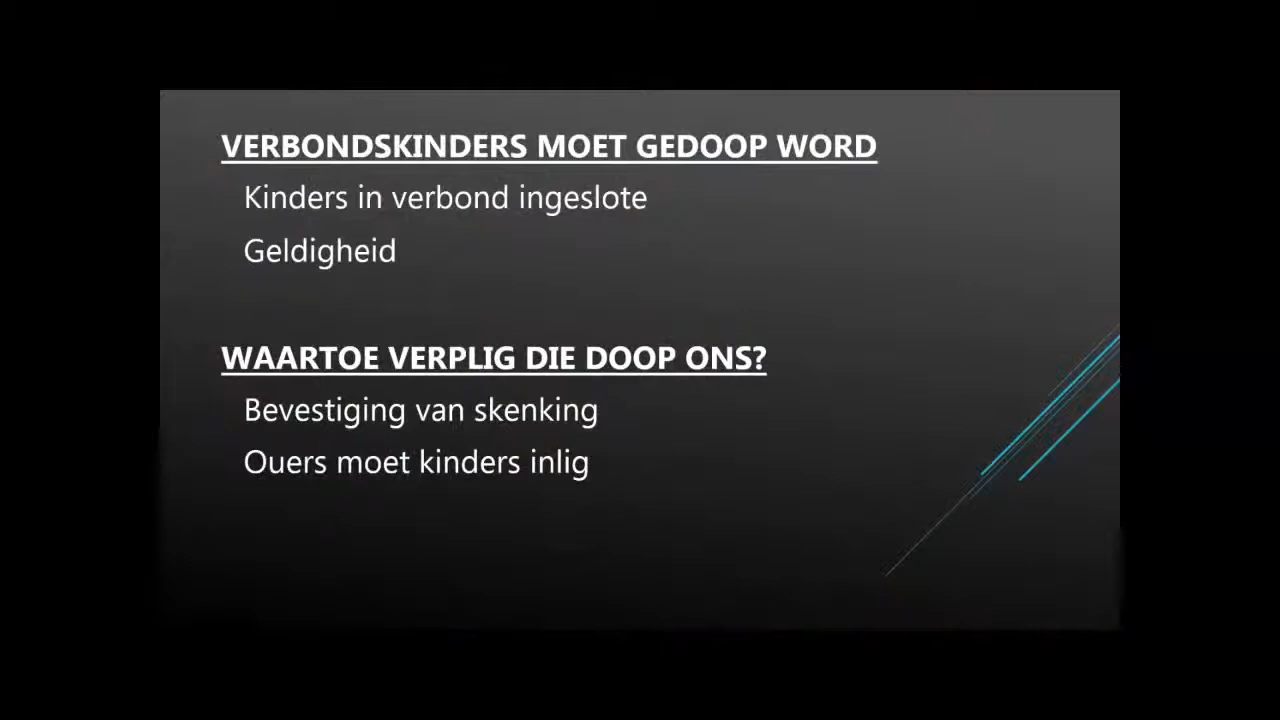 VERBONDSKINDERS MOET GEDOOP WORD
Kinders in verbond ingeslote
Geldigheid
WAARTOE VERPLIG DIE DOOP ONS?
Bevestiging van skenking
Ouers moet kinders inlig